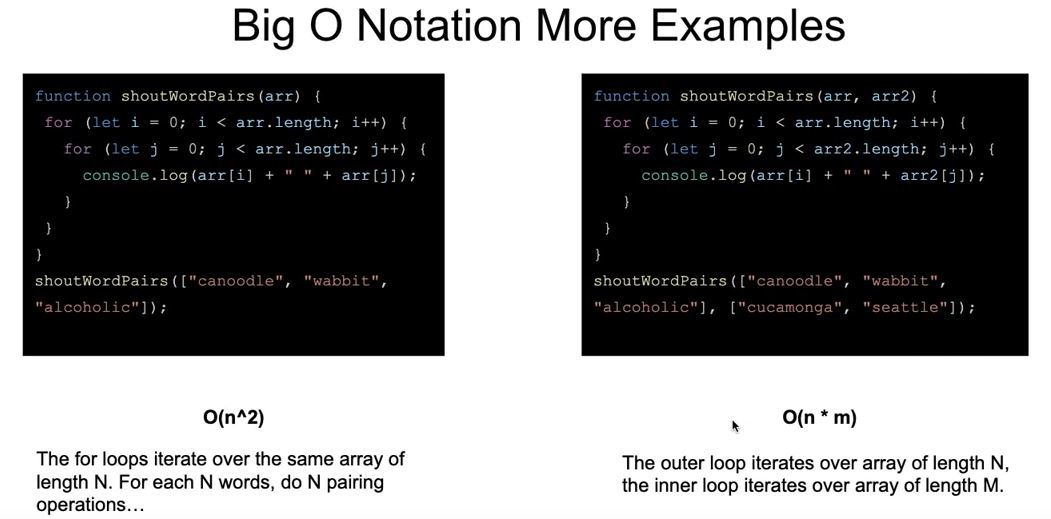 Big O Notation More Examples
function shoutWordPairs(arr) {
for (let i = 0; i < arr.length; i++) {
for (let j = 0; j < arr.length; j++) {
console.log(arr[i] + " " + arr[j]);
}
}
}
shoutWordPairs(["canoodle", "wabbit",
"alcoholic"]);
O(n^2)
The for loops iterate over the same array of
length N. For each N words, do N pairing
operations…
function shoutWordPairs(arr, arr2) {
for (let i = 0; i < arr.length; i++) {
for (let j = 0; j < arr2.length; j++) {
console.log(arr[i] + " " + arr2[j]);
}
}
}
shoutWordPairs(["canoodle", "wabbit",
"alcoholic"], ["cucamonga", "seattle"]);
O(n * m)
The outer loop iterates over array of length N,
the inner loop iterates over array of length M.